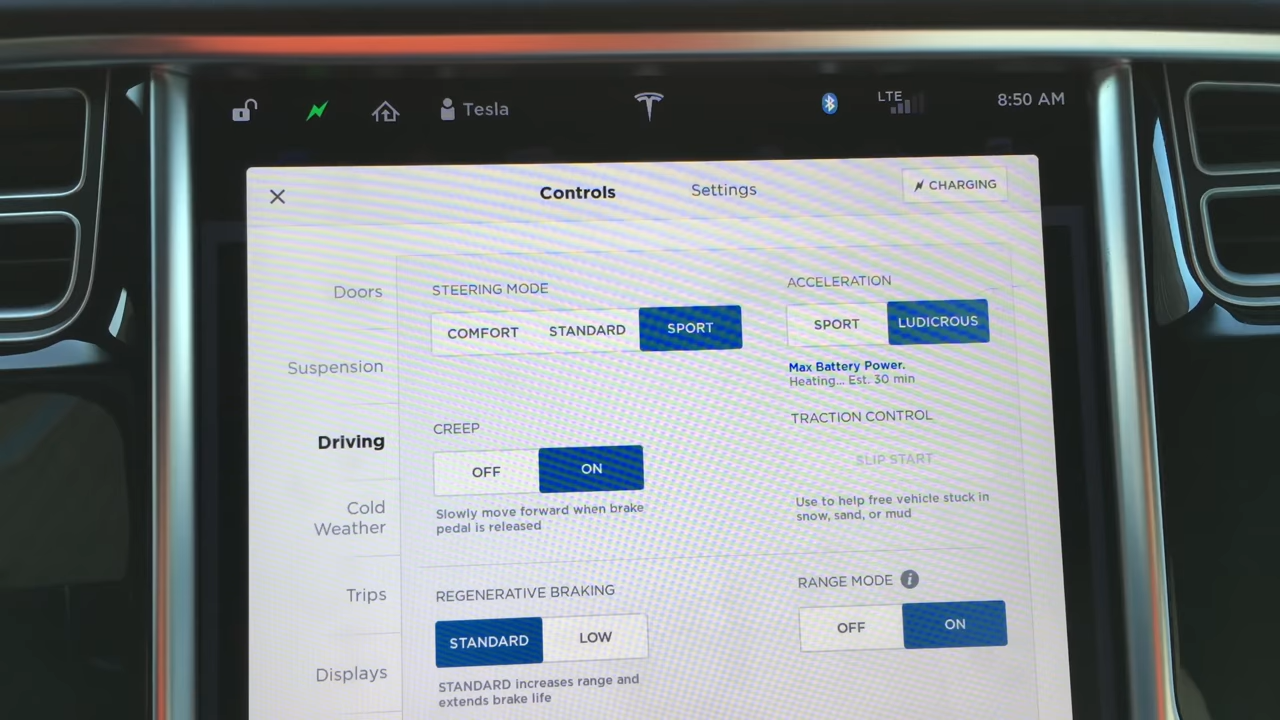 Tesla
LTE
8:50 AM
Controls
Settings
CHARGING
Doors
Suspension
Driving
Cold
Weather
Trips
Displays
STEERING MODE
COMFORT
STANDARD
SPORT
ACCELERATION
SPORT
LUDICROUS
Max Battery Power.
Heating... Est. 30 min
CREEP
OFF
ON
Slowly move forward when brake
pedal is released
TRACTION CONTROL
SLIP START
Use to help free vehicle stuck in
snow, sand, or mud
REGENERATIVE BRAKING
STANDARD
LOW
STANDARD increases range and
extends brake life
RANGE MODE
OFF
ON